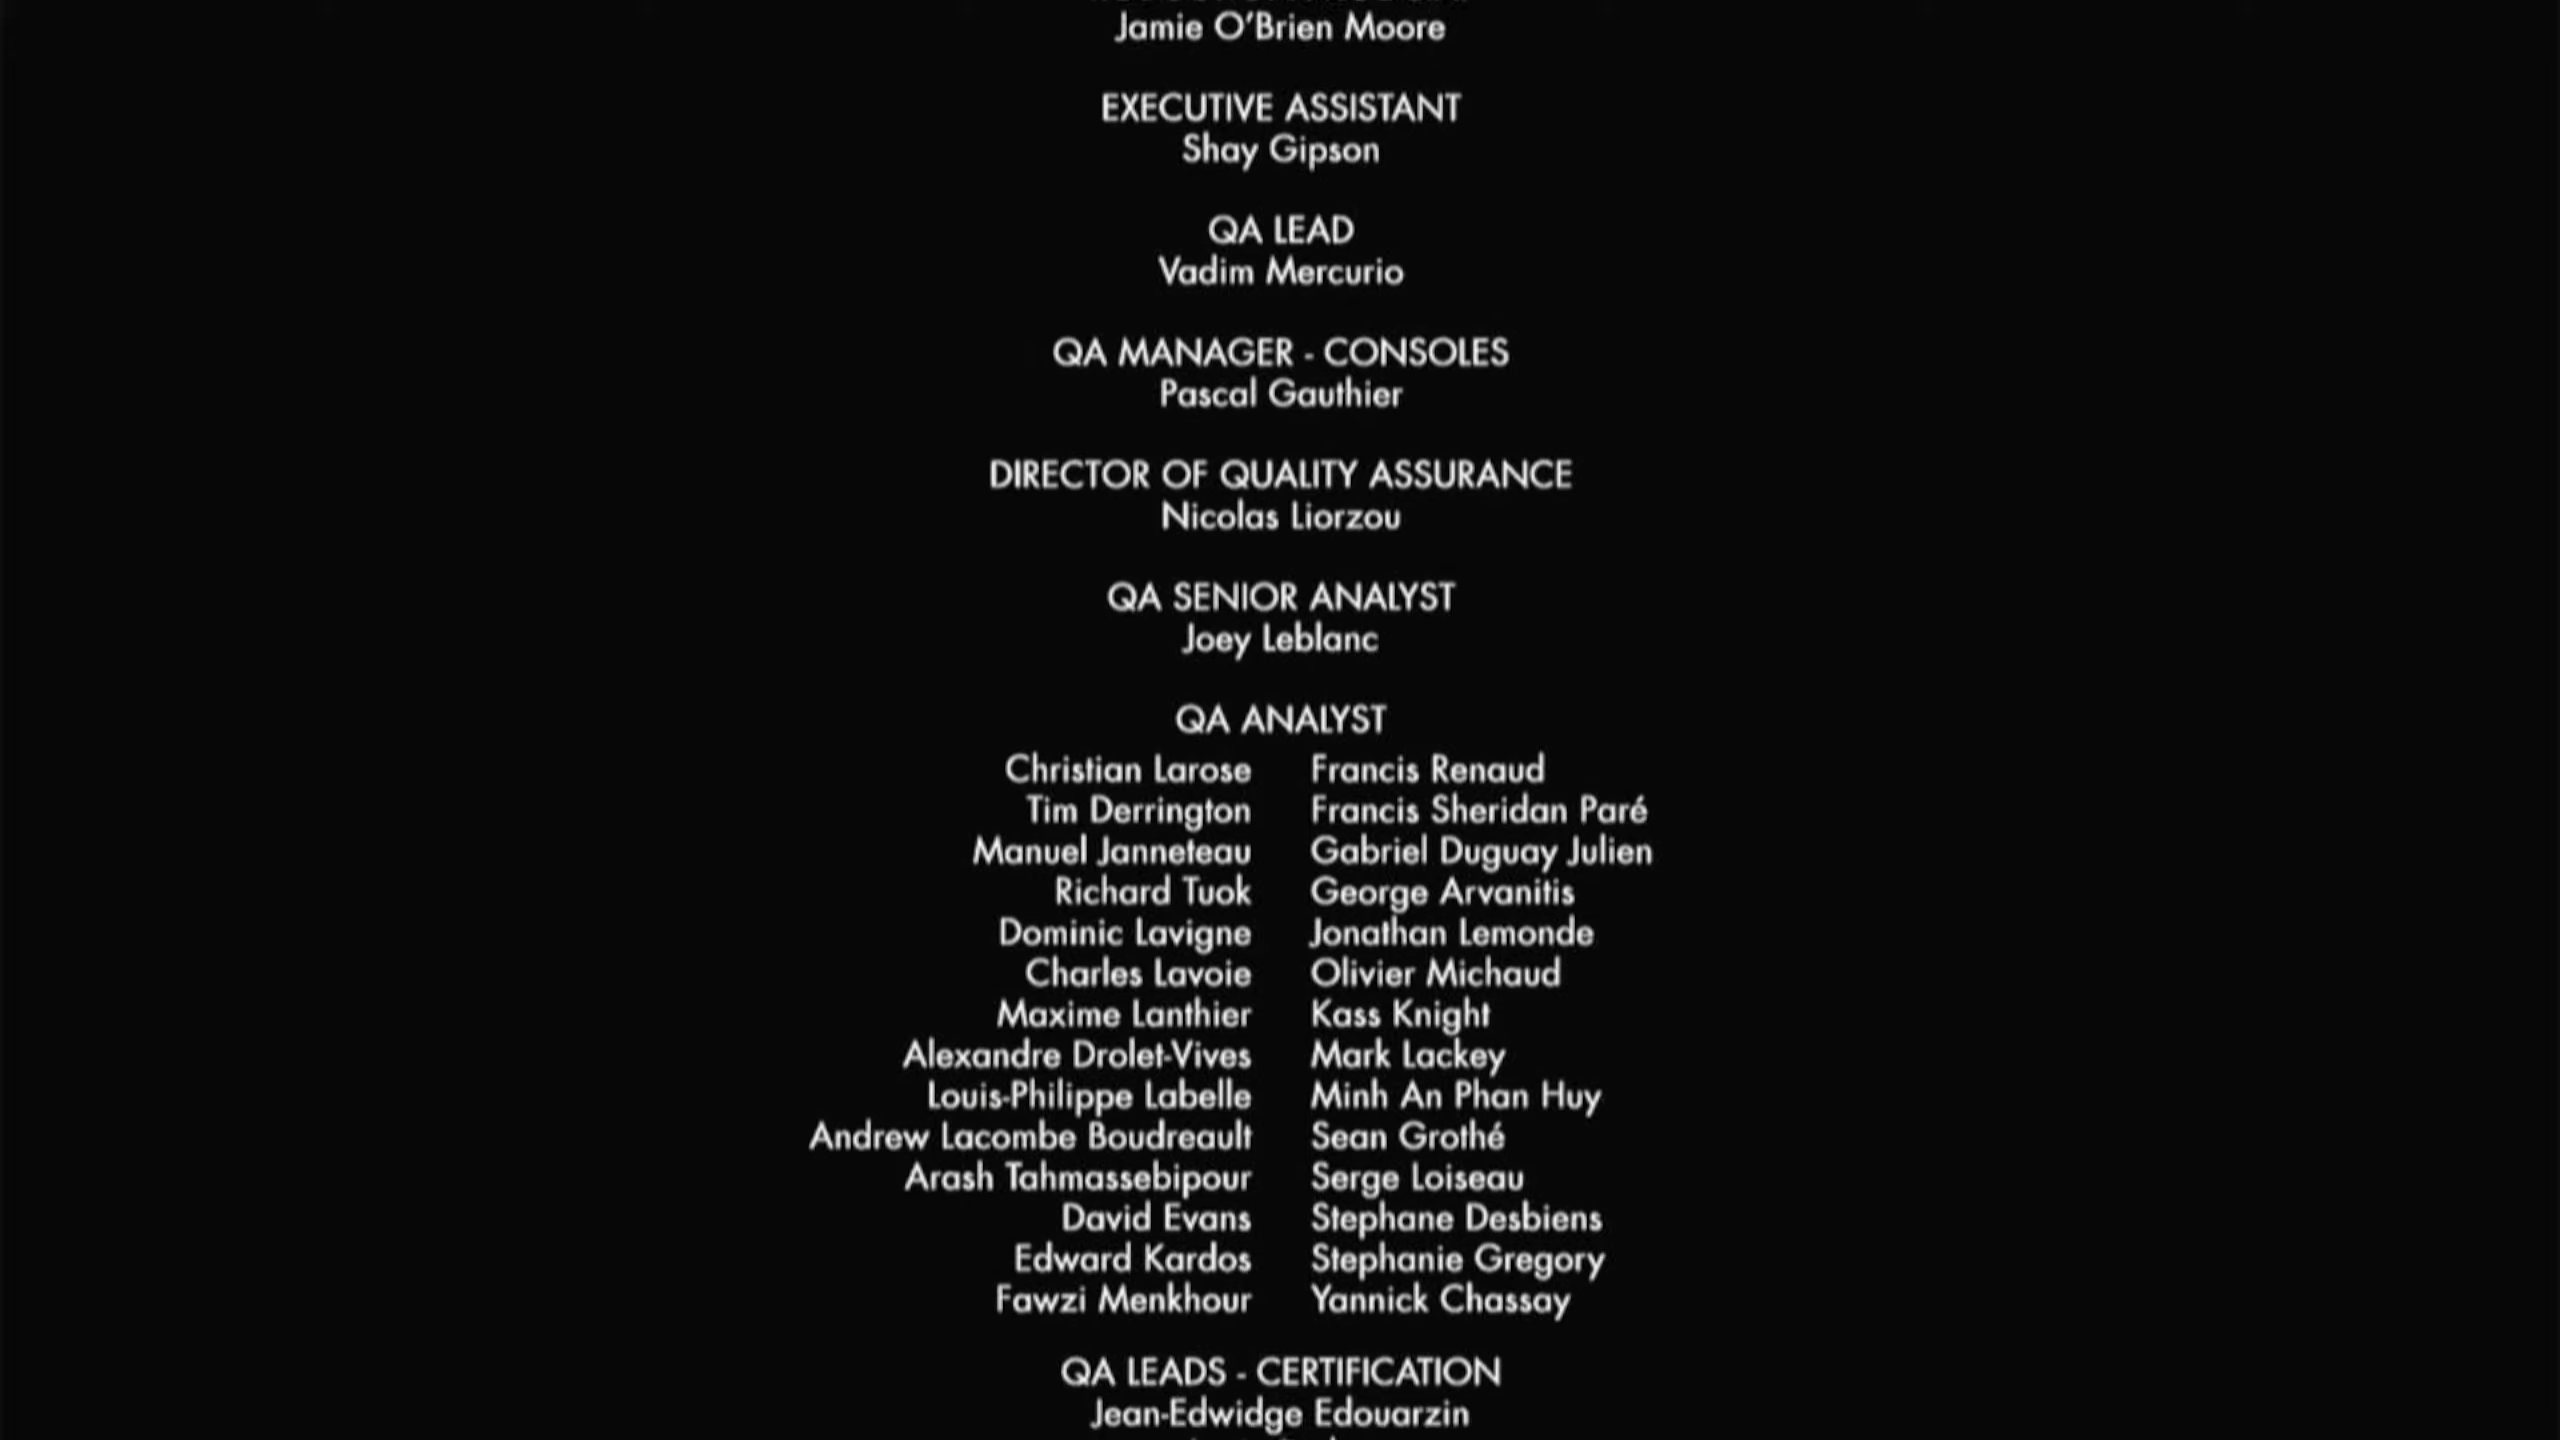 Jamie O'Brien Moore
EXECUTIVE ASSISTANT
Shay Gipson
QA LEAD
Vadim Mercurio
QA MANAGER - CONSOLES
Pascal Gauthier
DIRECTOR OF QUALITY ASSURANCE
Nicolas Liorzou
QA SENIOR ANALYST
Joey Leblanc
QA ANALYST
Christian Larose Francis Renaud
Tim Derrington Francis Sheridan Paré
Manuel Janneteau Gabriel Duguay Julien
Richard Tuok George Arvanitis
Dominic Lavigne Jonathan Lemonde
Charles Lavoie Olivier Michaud
Maxime Lanthier Kass Knight
Alexandre Drolet-Vives Mark Lackey
Louis-Philippe Labelle Minh An Phan Huy
Andrew Lacombe Boudreault Sean Grothé
Arash Tahmassebipour Serge Loiseau
David Evans Stephane Desbiens
Edward Kardos Stephanie Gregory
Fawzi Menkhour Yannick Chassay
QA LEADS - CERTIFICATION
Jean-Edwidge Edouarzin